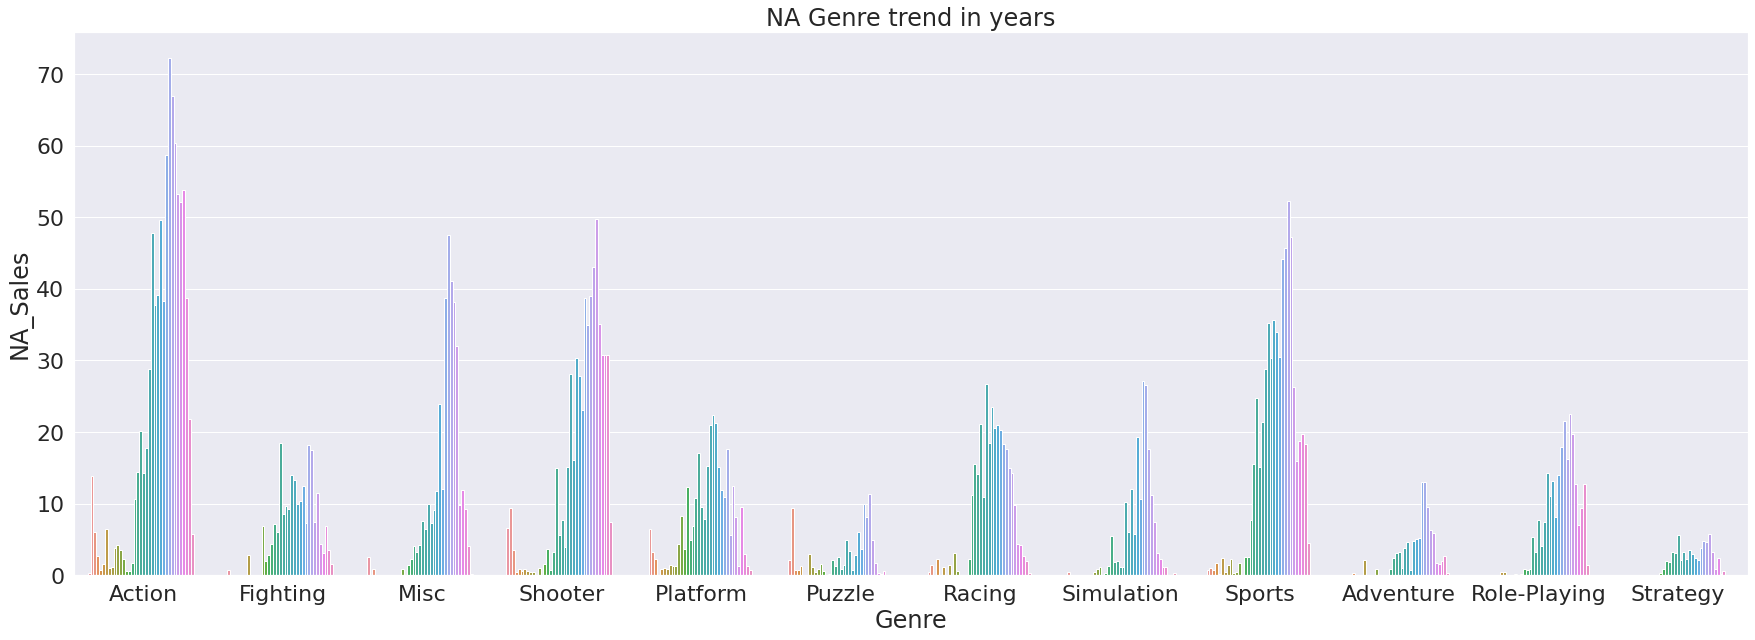 NA Genre trend in years
NA_Sales
70
60
50
40
30
20
10
0
Action Fighting Misc Shooter Platform Puzzle Racing Simulation Sports Adventure Role-Playing Strategy
Genre